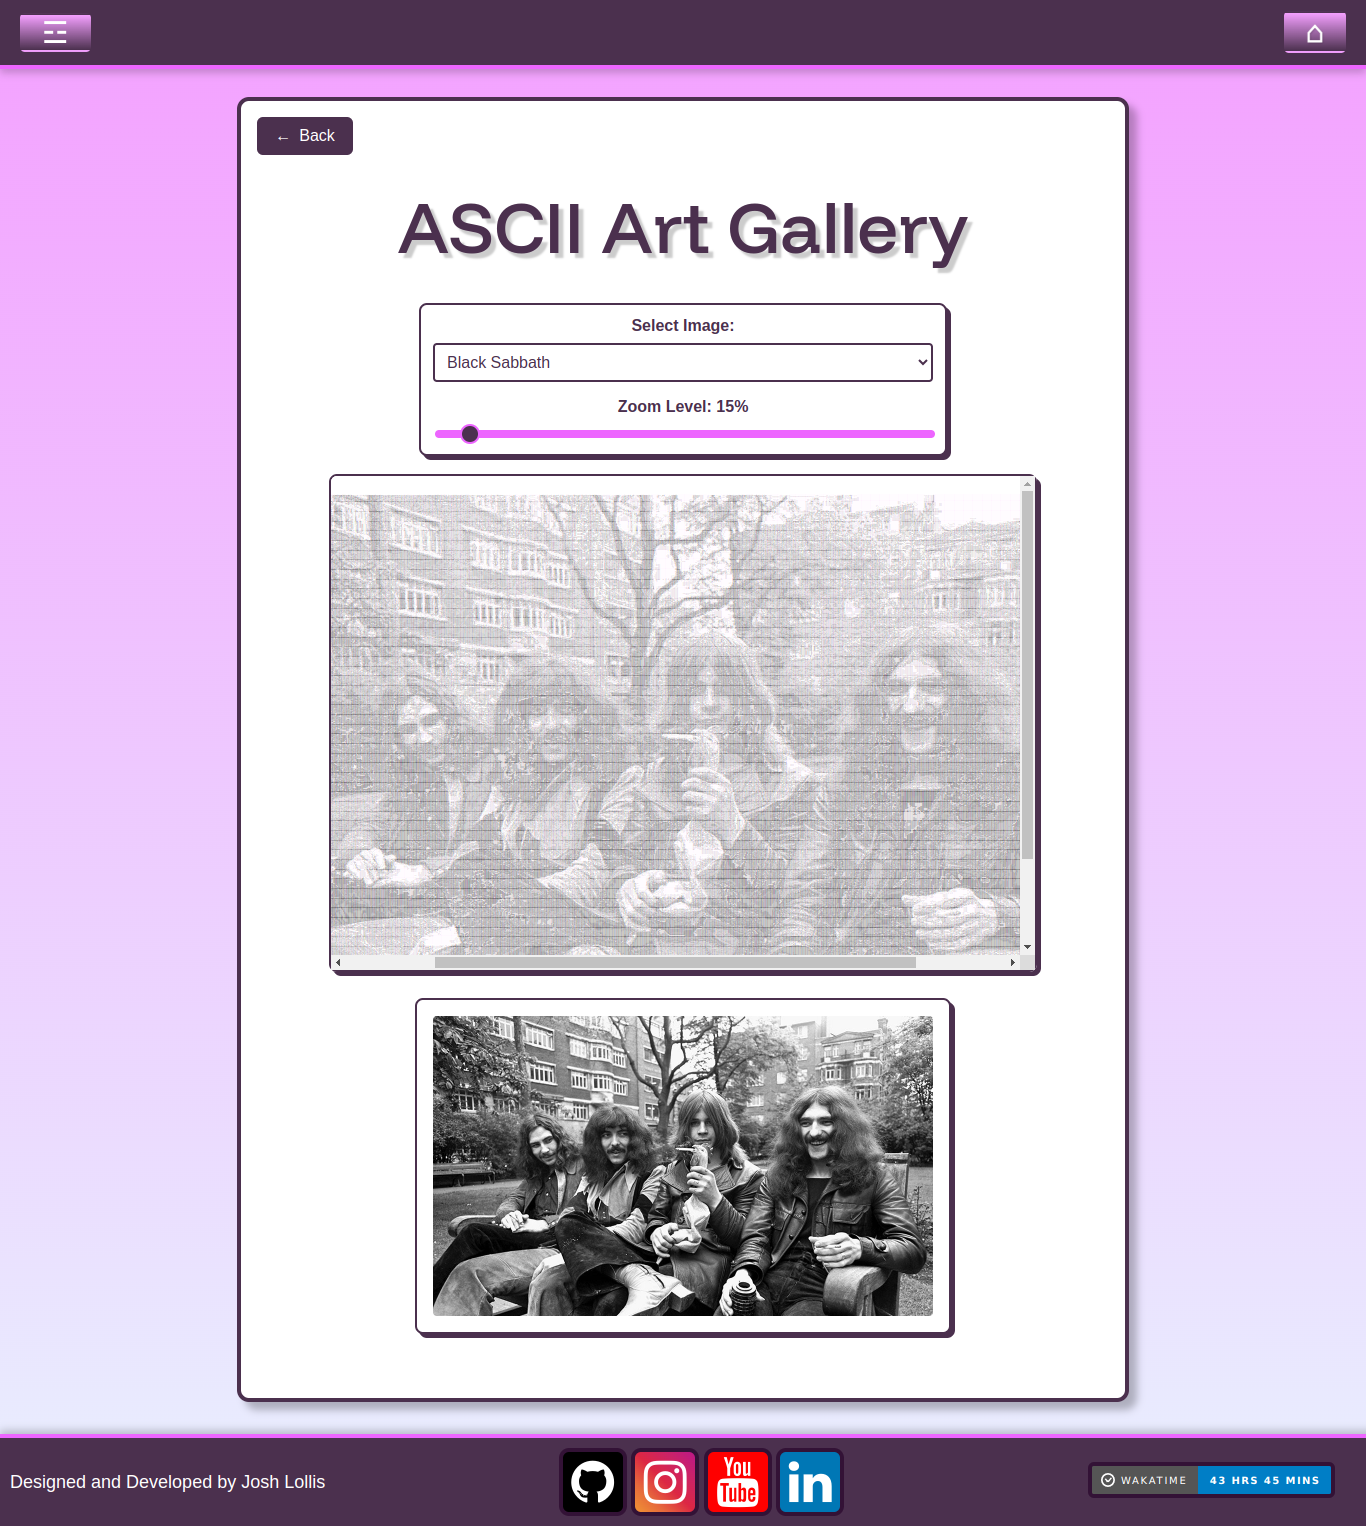 ← Back
ASCII Art Gallery
Select Image:
Black Sabbath
Zoom Level: 15%
Designed and Developed by Josh Lollis
You
Tube
in
WAKATIME
43 HRS 45 MINS